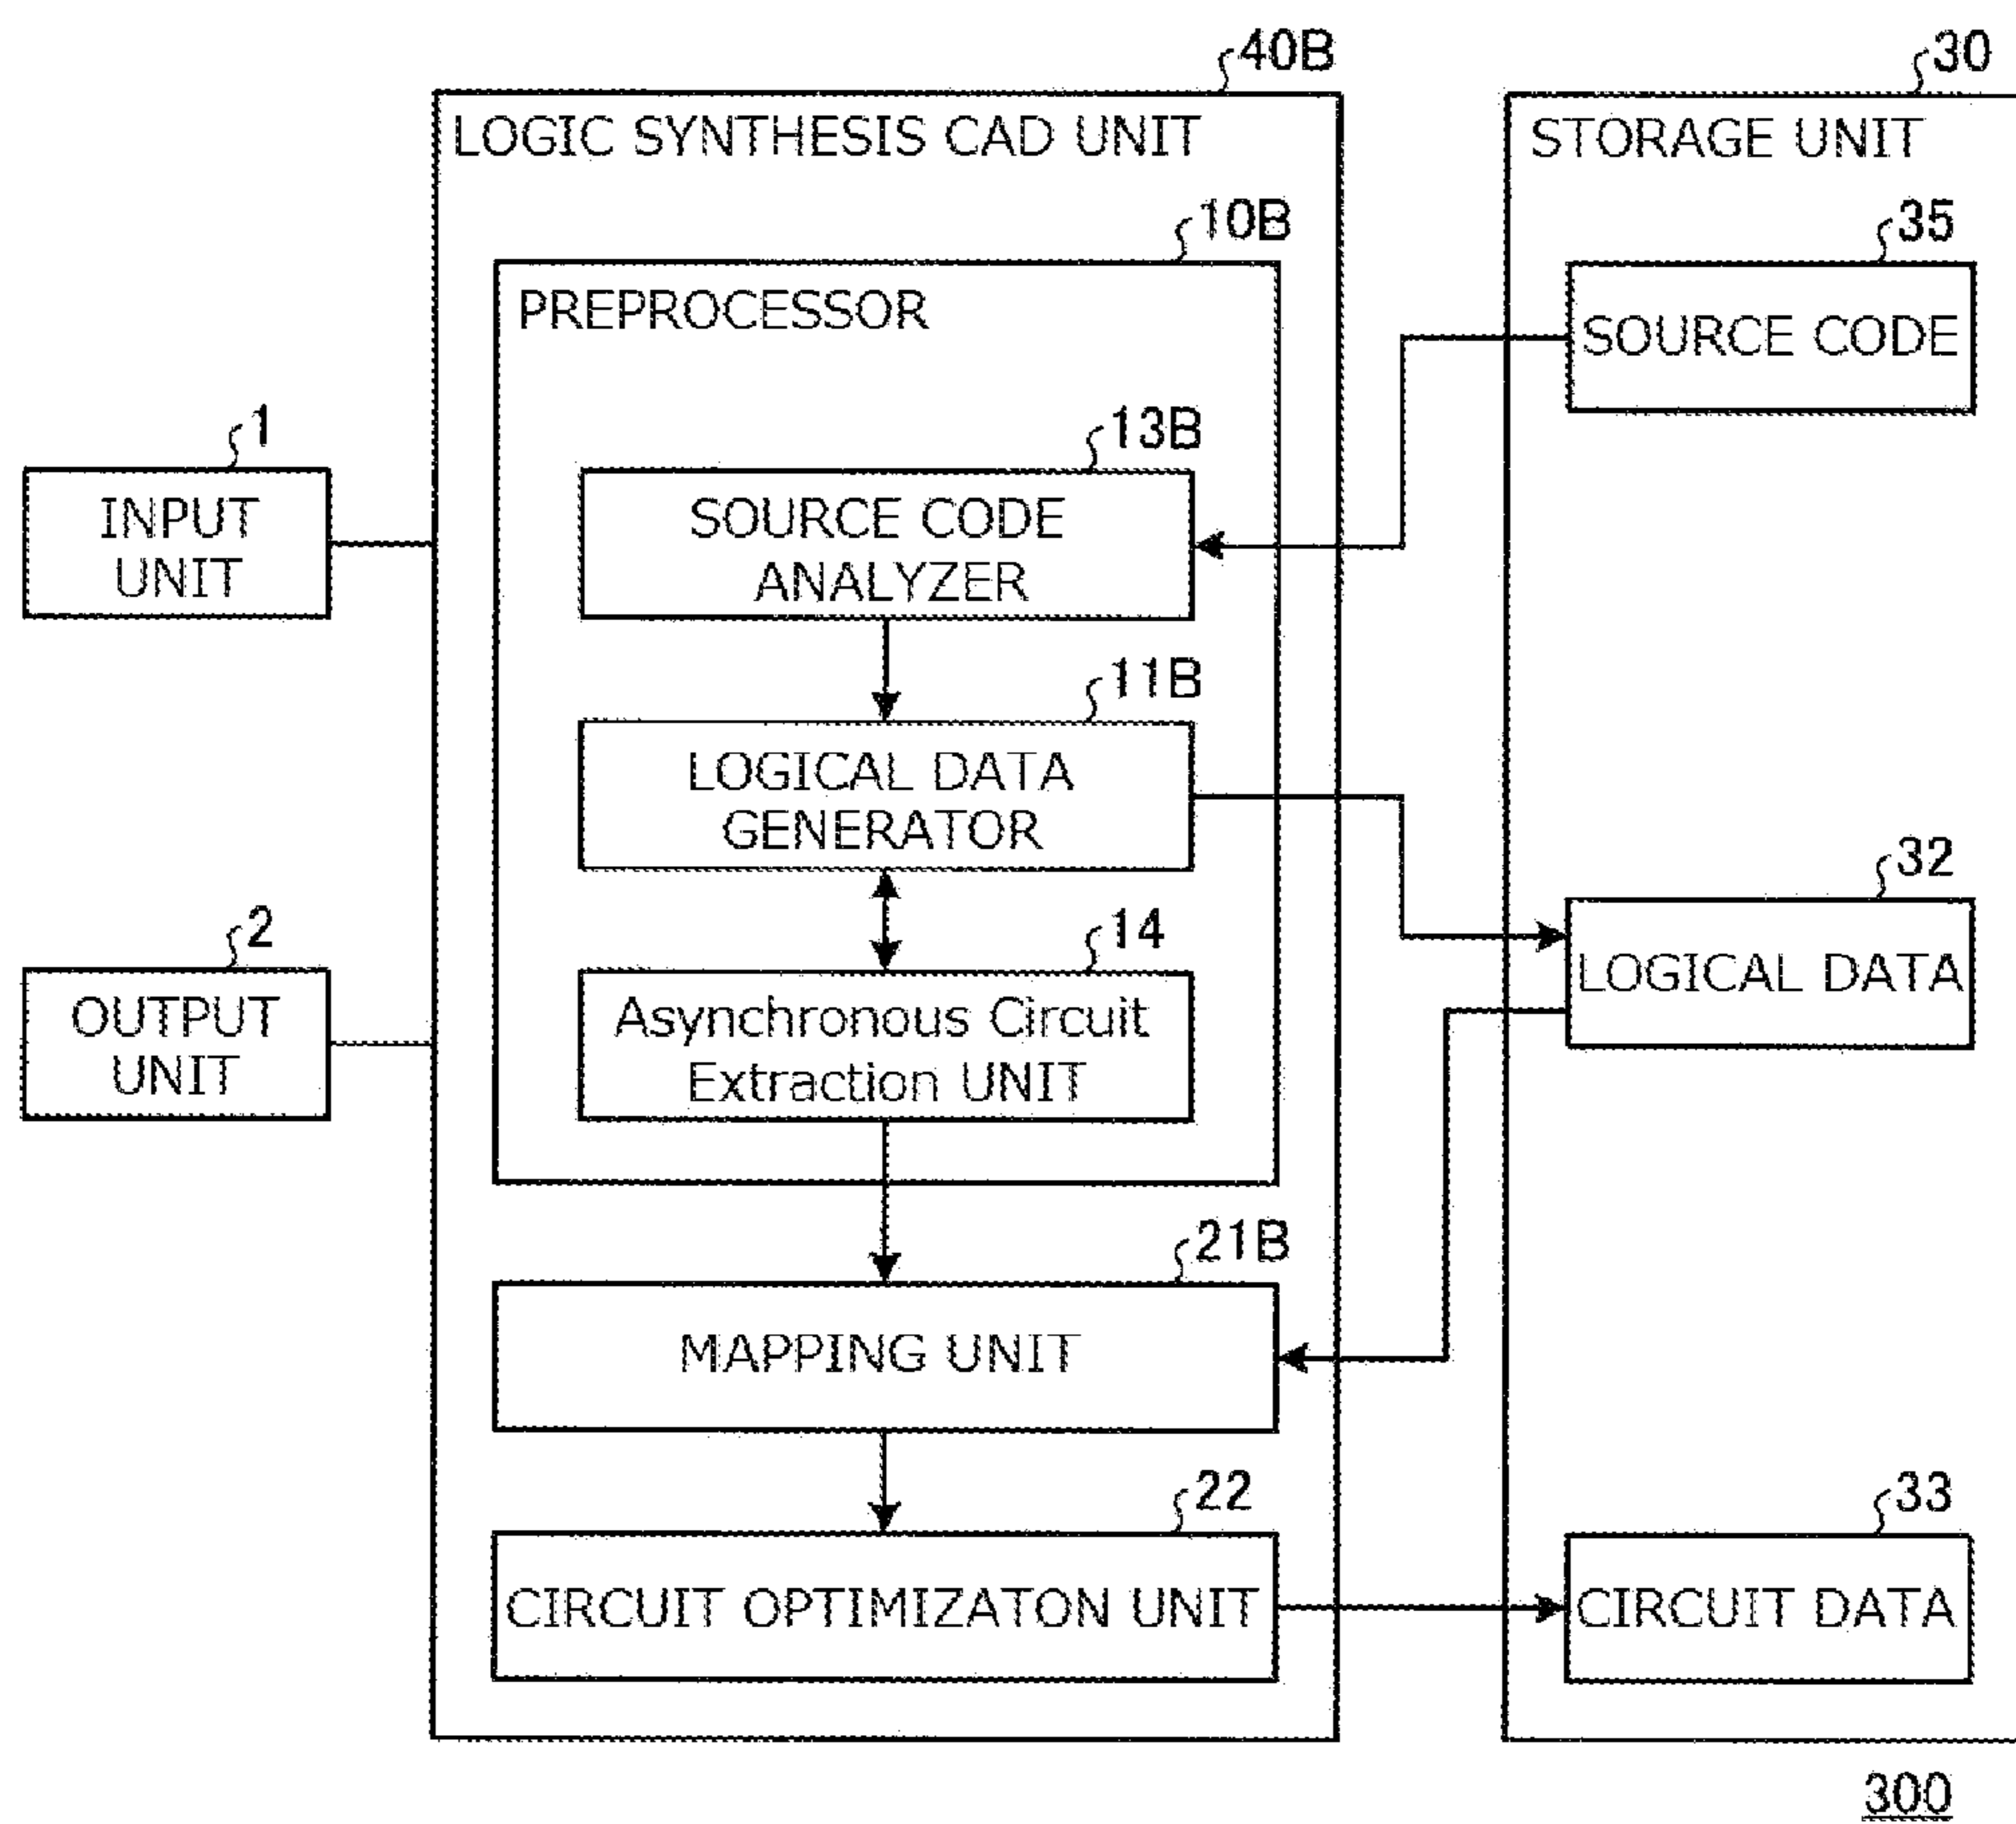 40B
30
LOGIC SYNTHESIS CAD UNIT
STORAGE UNIT
10B
35
PREPROCESSOR
SOURCE CODE
1
13B
INPUT
UNIT
SOURCE CODE
ANALYZER
11B
LOGICAL DATA
GENERATOR
32
2
14
LOGICAL DATA
OUTPUT
UNIT
Asynchronous Circuit
Extraction UNIT
21B
MAPPING UNIT
22
33
CIRCUIT OPTIMIZATON UNIT
CIRCUIT DATA
300